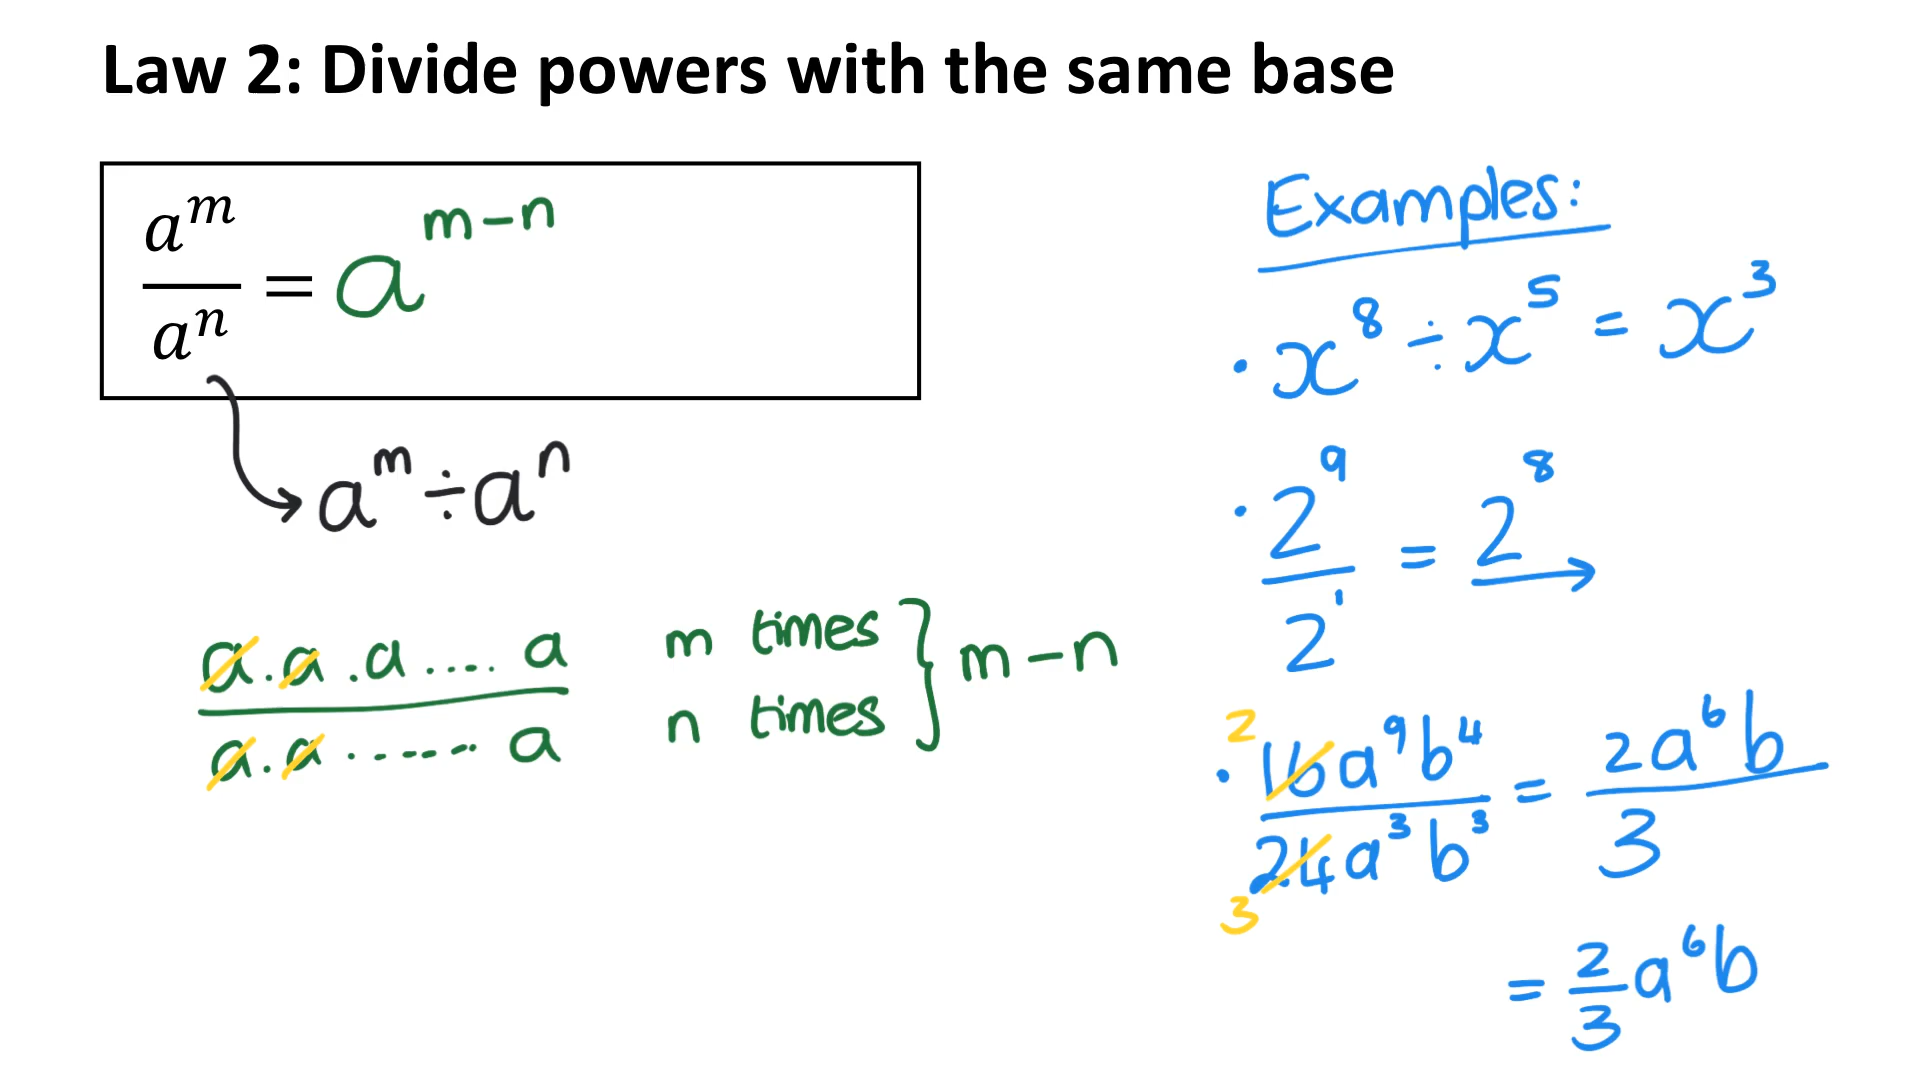 Law 2: Divide powers with the same base
a^m / a^n = a^(m-n)
a^m ÷ a^n
a . a . a .... a m times
a . a ...... a n times
} m-n
Examples:
• x^8 ÷ x^5 = x^3
• 2^9 / 2^1 = 2^8
2
• 16a^9b^4 / 24a^3b^3 = 2a^6b / 3
3
= 2/3 a^6b